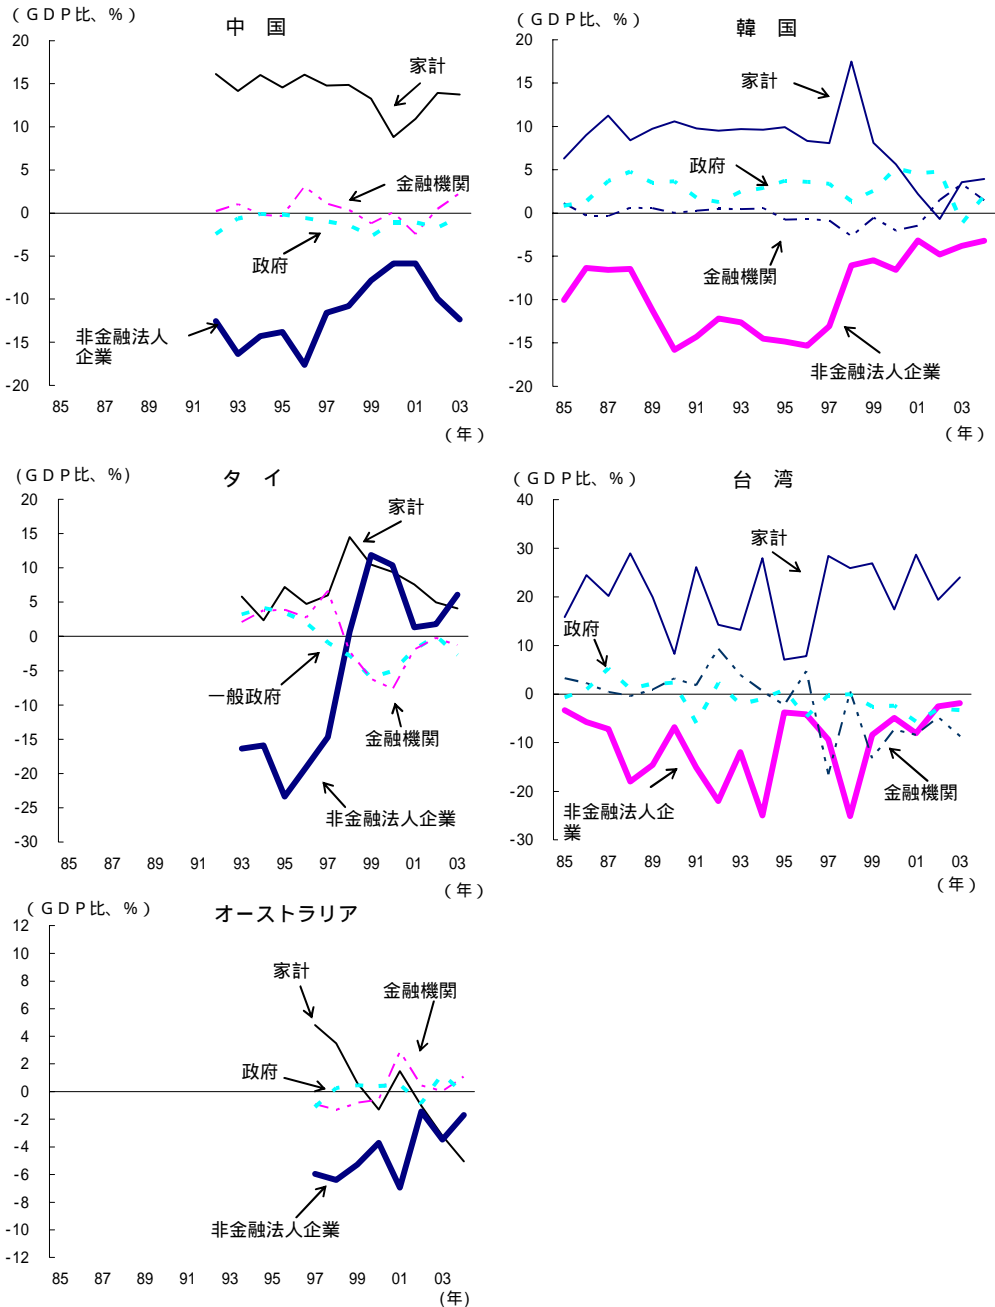 （ＧＤＰ比、％）
中　国
20
15
10
5
0
-5
-10
-15
-20
家計
金融機関
政府
非金融法人
企業
85 87 89 91 93 95 97 99 01 03
（年）
（ＧＤＰ比、％）
韓　国
20
15
10
5
0
-5
-10
-15
-20
家計
政府
金融機関
非金融法人企業
85 87 89 91 93 95 97 99 01 03
（年）
(ＧＤＰ比、％)
タ　イ
20
15
10
5
0
-5
-10
-15
-20
-25
-30
家計
一般政府
金融機関
非金融法人企業
85 87 89 91 93 95 97 99 01 03
（年）
（ＧＤＰ比、％）
台　湾
40
30
20
10
0
-10
-20
-30
家計
政府
金融機関
非金融法人企
業
85 87 89 91 93 95 97 99 01 03
（年）
（ＧＤＰ比、％）
オーストラリア
12
10
8
6
4
2
0
-2
-4
-6
-8
-10
-12
家計
金融機関
政府
非金融法人企業
85 87 89 91 93 95 97 99 01 03
(年)